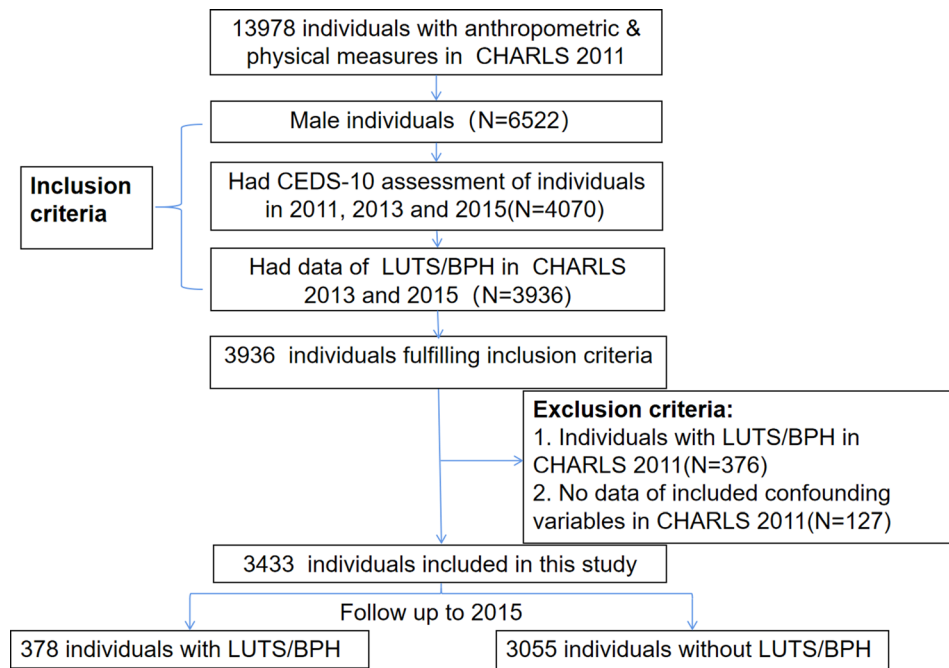 13978 individuals with anthropometric &
physical measures in CHARLS 2011
Male individuals（N=6522）
Inclusion
criteria
Had CEDS-10 assessment of individuals
in 2011, 2013 and 2015(N=4070)
Had data of LUTS/BPH in CHARLS
2013 and 2015（N=3936）
3936 individuals fulfilling inclusion criteria
Exclusion criteria:
1. Individuals with LUTS/BPH in
CHARLS 2011(N=376)
2. No data of included confounding
variables in CHARLS 2011(N=127)
3433 individuals included in this study
Follow up to 2015
378 individuals with LUTS/BPH
3055 individuals without LUTS/BPH